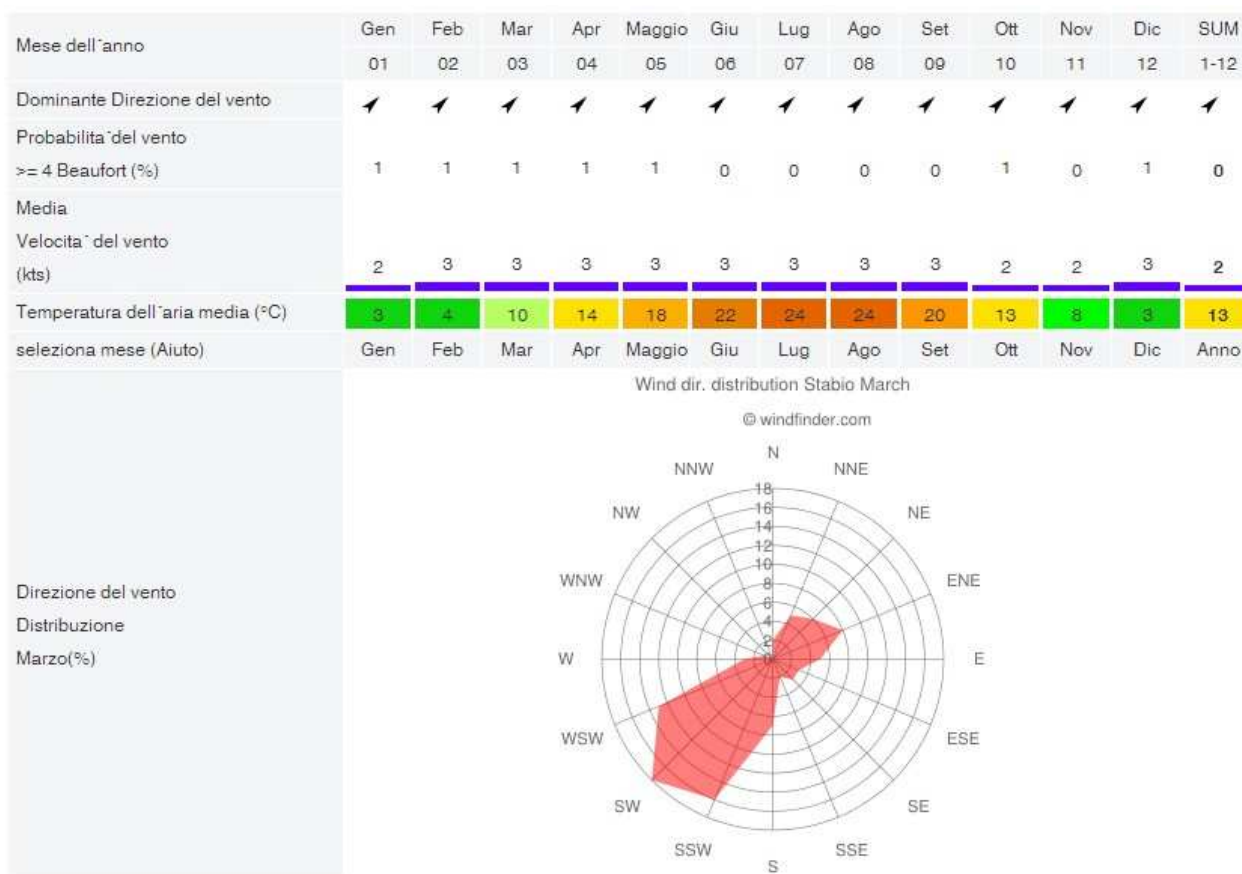 Mese dell´anno Gen Feb Mar Apr Maggio Giu Lug Ago Set Ott Nov Dic SUM
01 02 03 04 05 06 07 08 09 10 11 12 1-12
Dominante Direzione del vento
Probabilita´del vento
>= 4 Beaufort (%) 1 1 1 1 1 0 0 0 0 1 0 1 0
Media
Velocita´ del vento
(kts) 2 3 3 3 3 3 3 3 3 2 2 3 2
Temperatura dell´aria media (°C) 3 4 10 14 18 22 24 24 20 13 8 3 13
seleziona mese (Aiuto) Gen Feb Mar Apr Maggio Giu Lug Ago Set Ott Nov Dic Anno
Wind dir. distribution Stabio March
© windfinder.com
N
NNW NNE
18
16
NW NE
14
12
10
WNW ENE
8
6
4
2
W 0 E
Direzione del vento
Distribuzione
Marzo(%)
WSW ESE
SW SE
SSW SSE
S